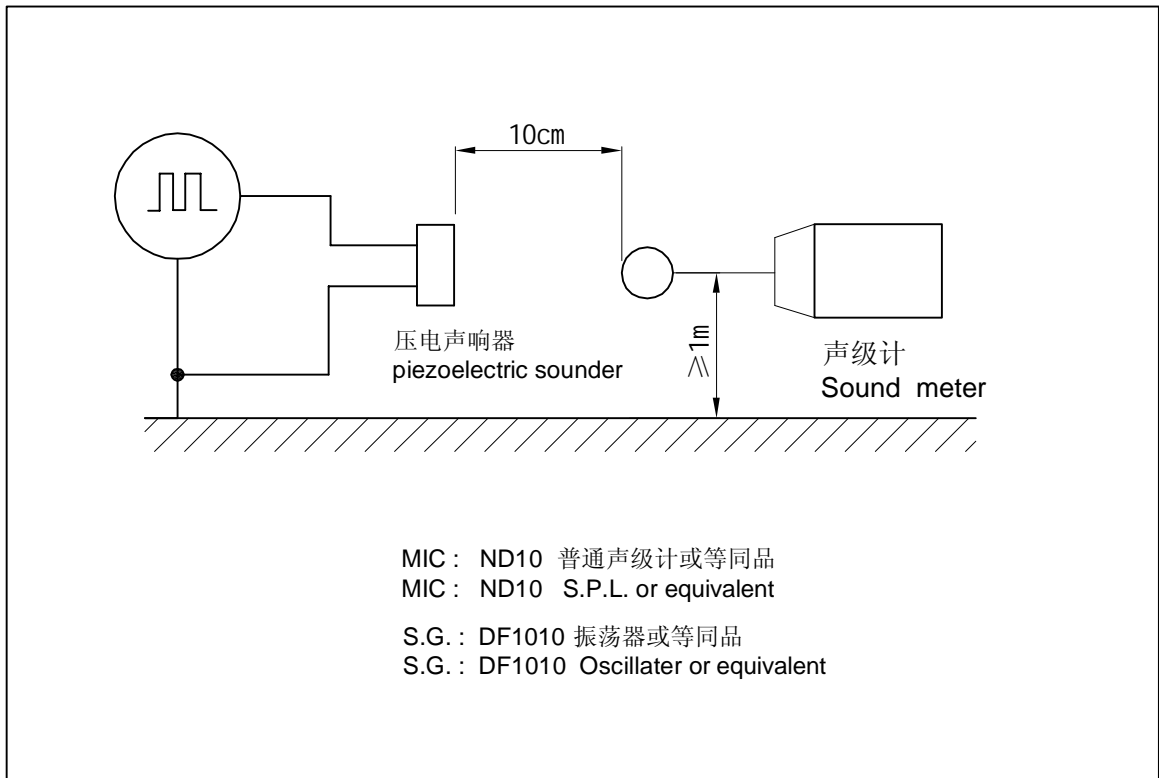 10cm
≥1m
压电声响器
piezoelectric sounder
声级计
Sound meter
MIC : ND10 普通声级计或等同品
MIC : ND10 S.P.L. or equivalent
S.G. : DF1010 振荡器或等同品
S.G. : DF1010 Oscillater or equivalent